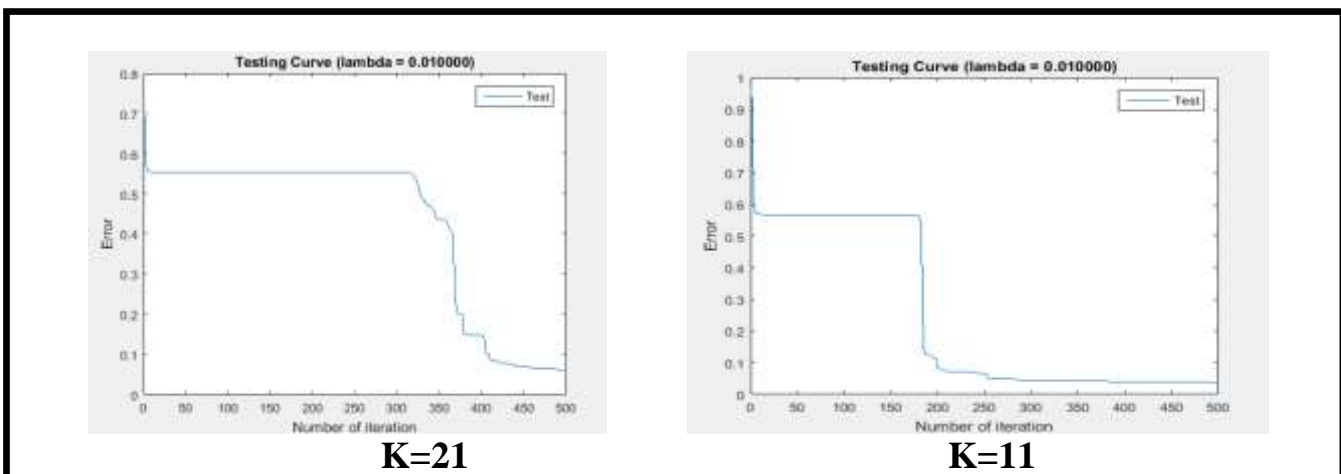 Testing Curve (lambda = 0.010000)
0.8
0.7
0.6
0.5
0.4
0.3
0.2
0.1
0
Error
Test
0 50 100 150 200 250 300 350 400 450 500
Number of iteration
K=21
Testing Curve (lambda = 0.010000)
1
0.9
0.8
0.7
0.6
0.5
0.4
0.3
0.2
0.1
0
Error
Test
0 50 100 150 200 250 300 350 400 450 500
Number of iteration
K=11